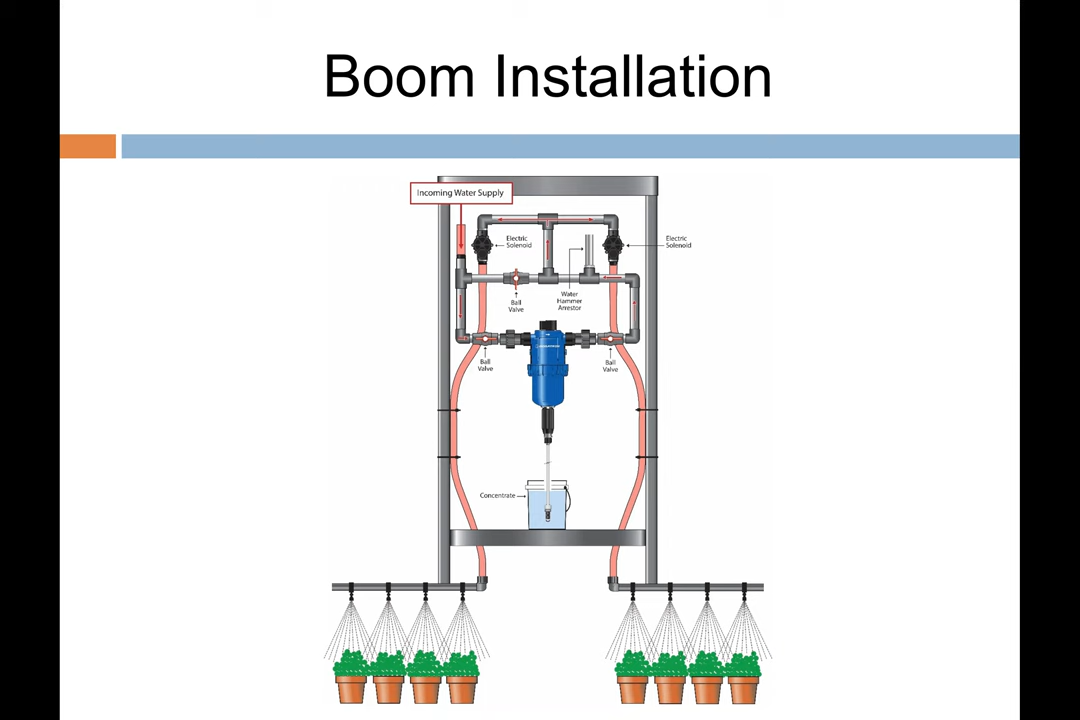 Boom Installation
Incoming Water Supply
Electric
Solenoid
Electric
Solenoid
Ball
Valve
Water
Hammer
Arrestor
Ball
Valve
Ball
Valve
Concentrate